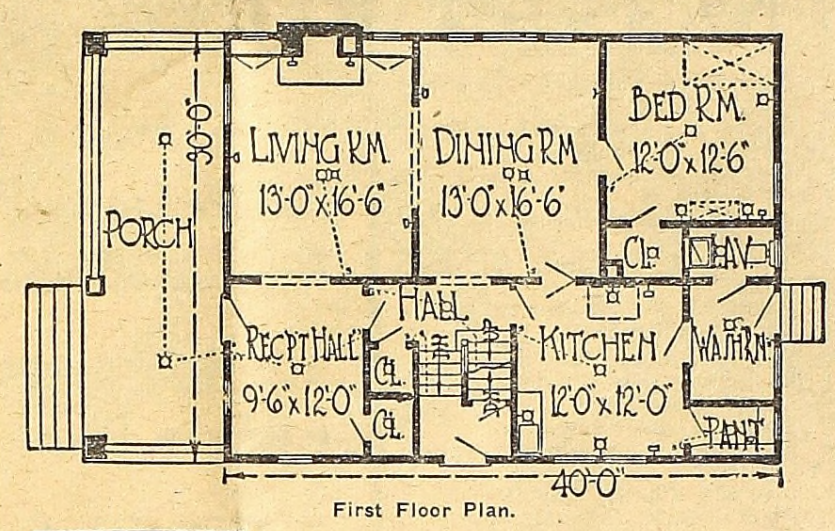 30'-0"
LIVING RM.
13'-0" x 16'-6"
DINING RM
13'-0" x 16'-6"
BED RM.
12'-0" x 12'-6"
PORCH
CL.
LAV.
HALL
RECPT HALL
9'-6" x 12'-0"
CL.
CL.
KITCHEN
12'-0" x 12'-0"
WASH RM.
PANT.
40'-0"
First Floor Plan.